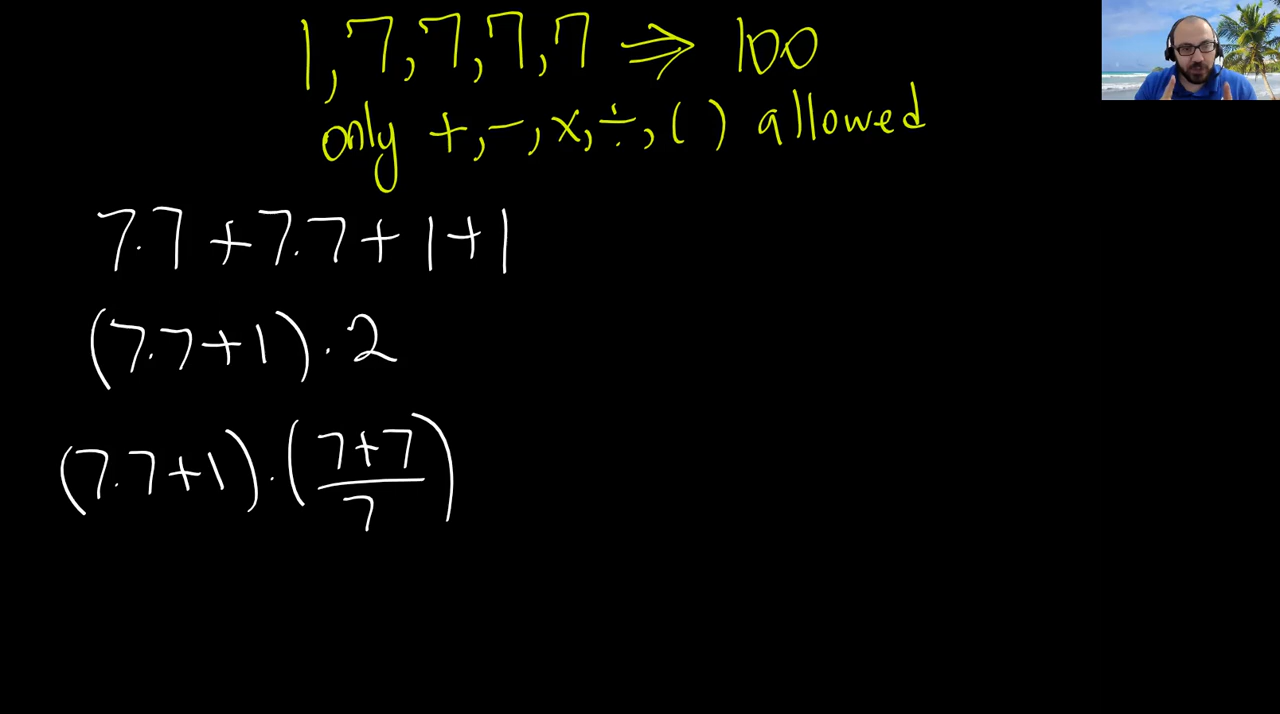 1, 7, 7, 7, 7 ⇒ 100
only +, -, x, ÷, ( ) allowed
7·7 + 7·7 + 1 + 1
(7·7 + 1) · 2
(7·7 + 1) · (7+7 / 7)